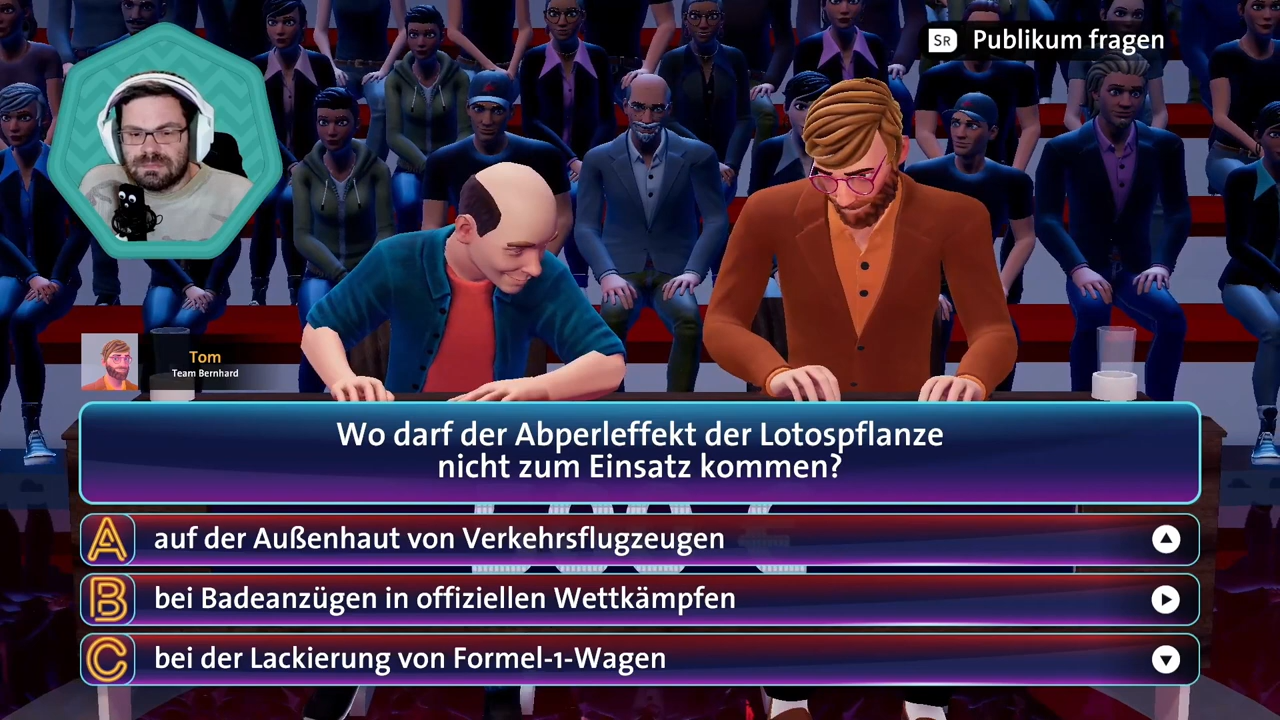 SR Publikum fragen
Tom
Team Bernhard
Wo darf der Abperleffekt der Lotospflanze
nicht zum Einsatz kommen?
A auf der Außenhaut von Verkehrsflugzeugen
B bei Badeanzügen in offiziellen Wettkämpfen
C bei der Lackierung von Formel-1-Wagen